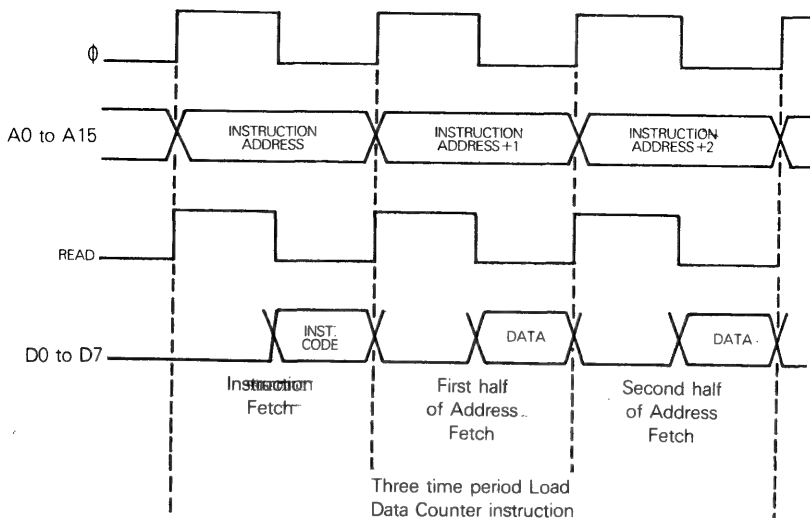 Φ
A0 to A15
INSTRUCTION
ADDRESS
INSTRUCTION
ADDRESS+1
INSTRUCTION
ADDRESS+2
READ
D0 to D7
INST.
CODE
DATA
DATA
Instruction
Fetch
First half
of Address
Fetch
Second half
of Address
Fetch
Three time period Load
Data Counter instruction